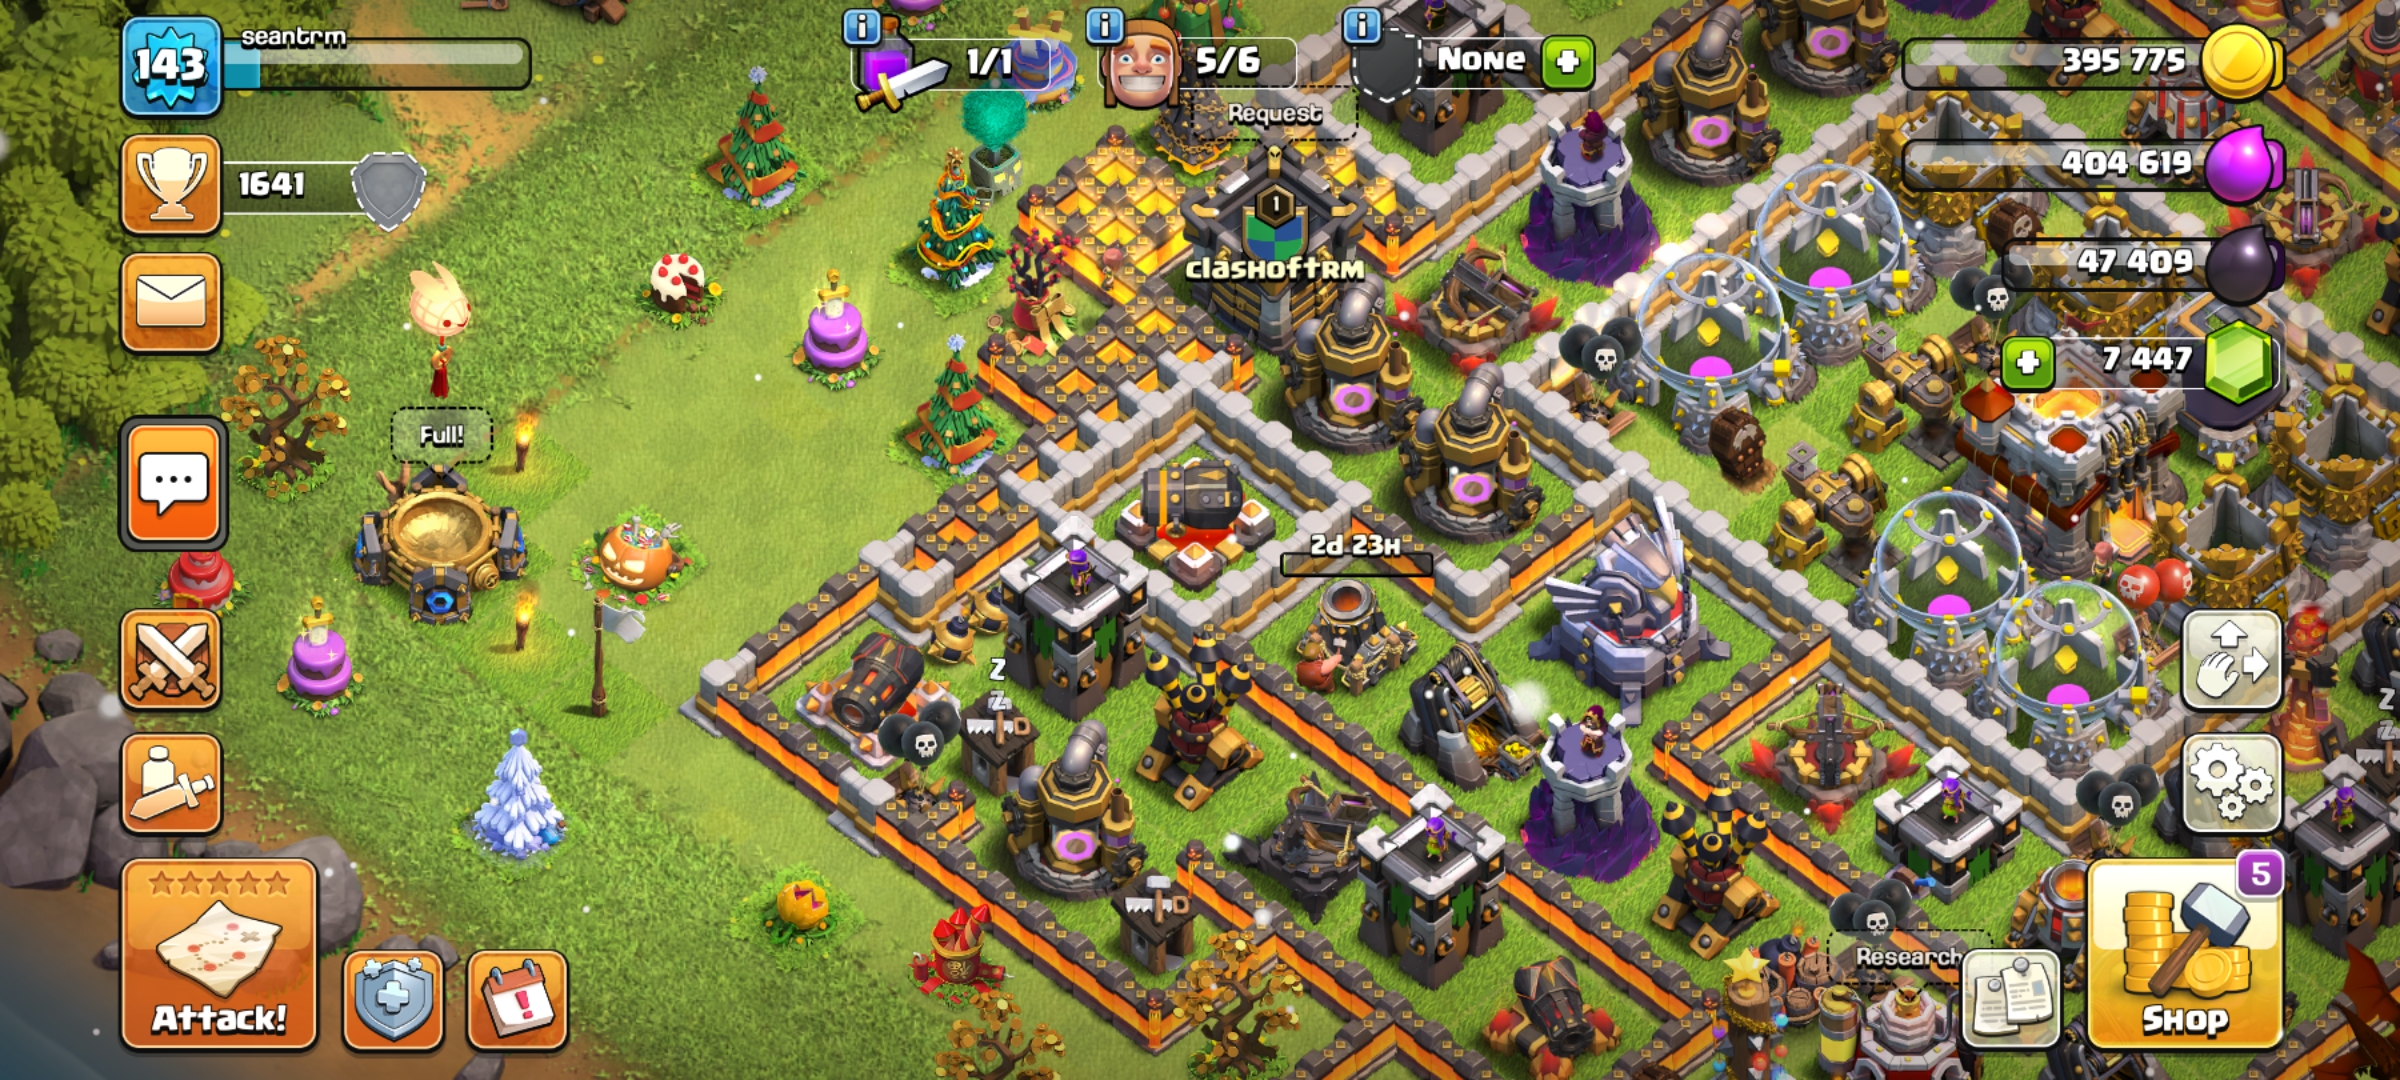 143
seantrm
1/1
5/6
None
Request
395 775
1641
404 619
1
clashoftrm
47 409
7 447
Full!
2d 23h
z
z
z
z
5
Research
Attack!
Shop